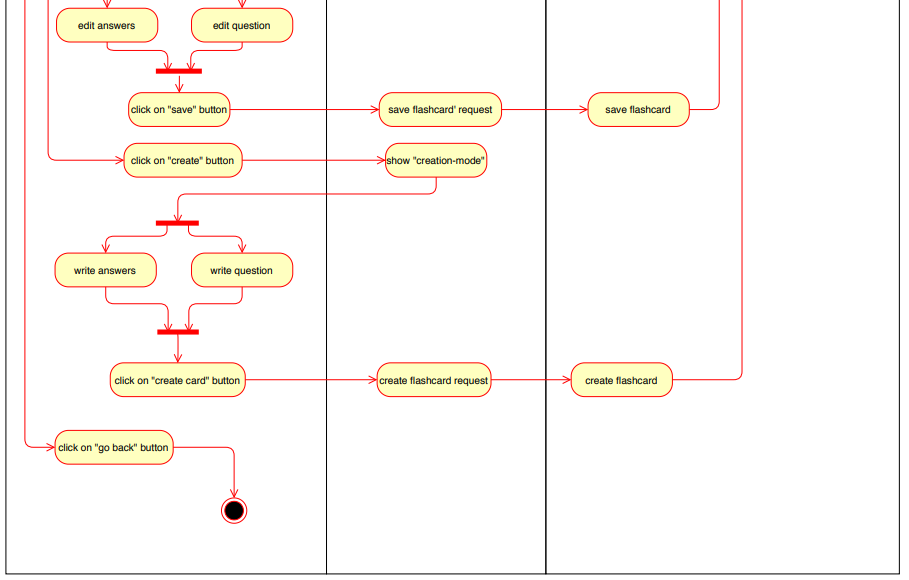 edit answers
edit question
click on "save" button
save flashcard' request
save flashcard
click on "create" button
show "creation-mode"
write answers
write question
click on "create card" button
create flashcard request
create flashcard
click on "go back" button